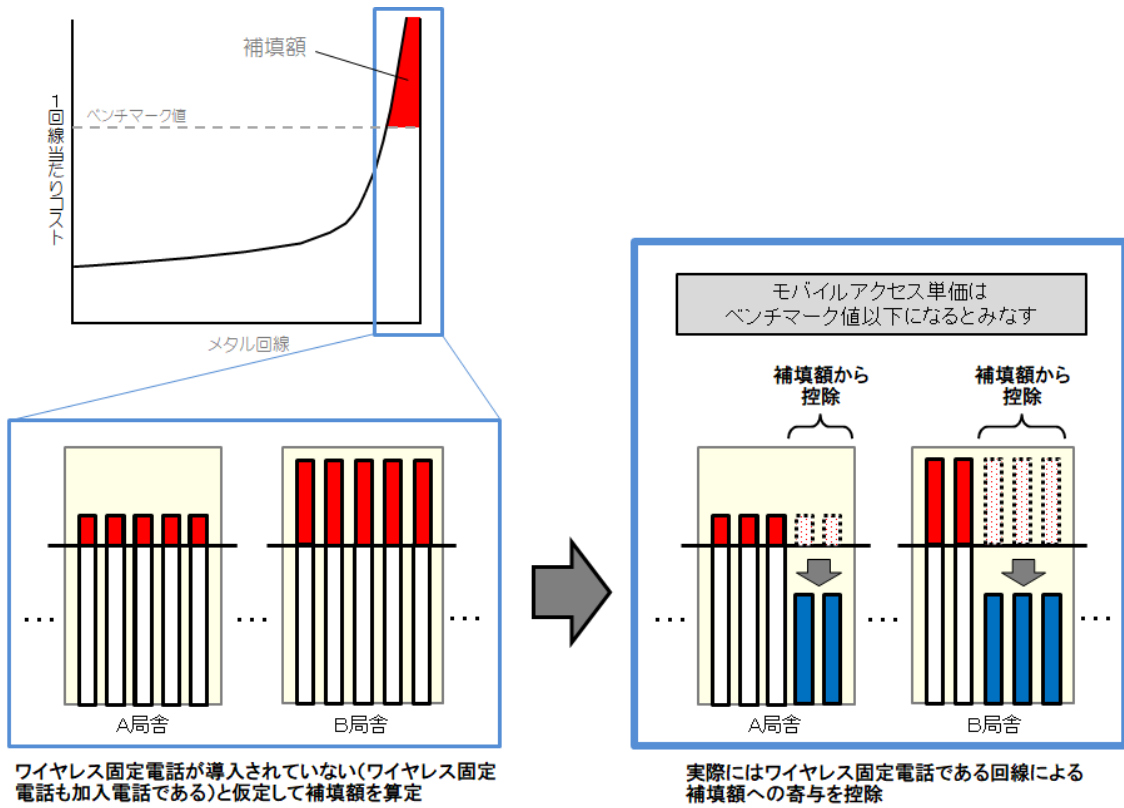 補填額
ベンチマーク値
1回線当たりコスト
メタル回線
A局舎
B局舎
…
…
…
ワイヤレス固定電話が導入されていない(ワイヤレス固定
電話も加入電話である)と仮定して補填額を算定
モバイルアクセス単価は
ベンチマーク値以下になるとみなす
補填額から
控除
補填額から
控除
…
…
…
A局舎
B局舎
実際にはワイヤレス固定電話である回線による
補填額への寄与を控除